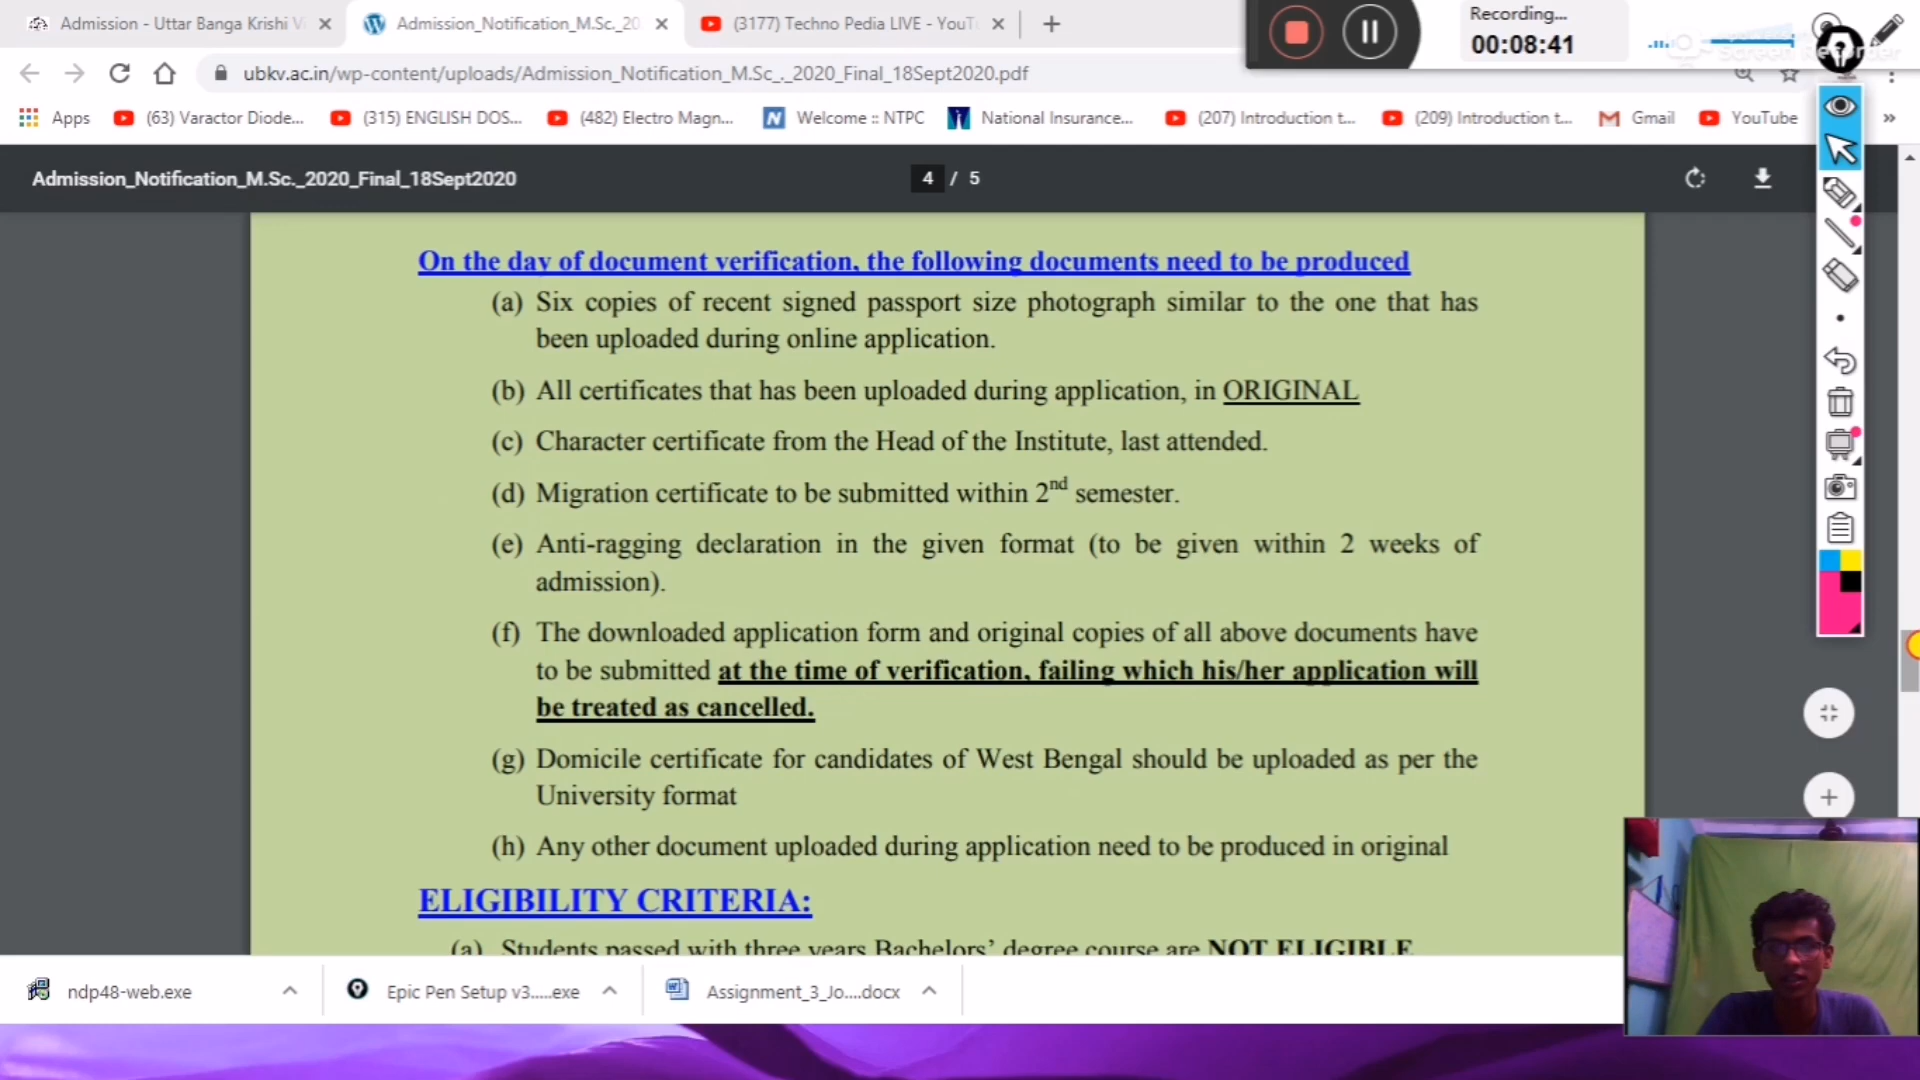 Admission - Uttar Banga Krishi Vi
Admission_Notification_M.Sc._20
(3177) Techno Pedia LIVE - YouT
Recording...
00:08:41
ubkv.ac.in/wp-content/uploads/Admission_Notification_M.Sc_._2020_Final_18Sept2020.pdf
Apps
(63) Varactor Diode...
(315) ENGLISH DOS...
(482) Electro Magn...
Welcome :: NTPC
National Insurance...
(207) Introduction t...
(209) Introduction t...
Gmail
YouTube
»
Admission_Notification_M.Sc._2020_Final_18Sept2020
4 / 5
On the day of document verification, the following documents need to be produced
(a) Six copies of recent signed passport size photograph similar to the one that has
been uploaded during online application.
(b) All certificates that has been uploaded during application, in ORIGINAL
(c) Character certificate from the Head of the Institute, last attended.
(d) Migration certificate to be submitted within 2nd semester.
(e) Anti-ragging declaration in the given format (to be given within 2 weeks of
admission).
(f) The downloaded application form and original copies of all above documents have
to be submitted at the time of verification, failing which his/her application will
be treated as cancelled.
(g) Domicile certificate for candidates of West Bengal should be uploaded as per the
University format
(h) Any other document uploaded during application need to be produced in original
ELIGIBILITY CRITERIA:
(a) Students passed with three years Bachelors' degree course are NOT ELIGIBLE
ndp48-web.exe
Epic Pen Setup v3.....exe
Assignment_3_Jo....docx